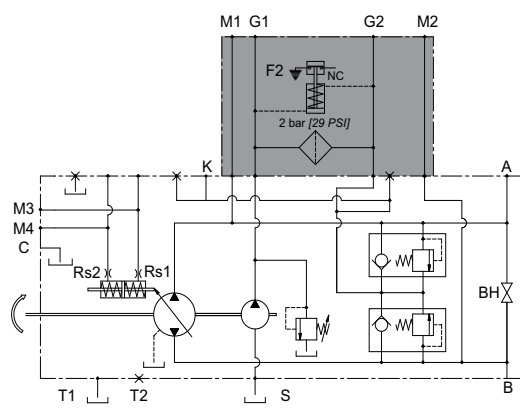 M1 G1 G2 M2
F2
NC
2 bar [29 PSI]
K
A
M3
M4
C
Rs2 Rs1
BH
T1 T2 S B